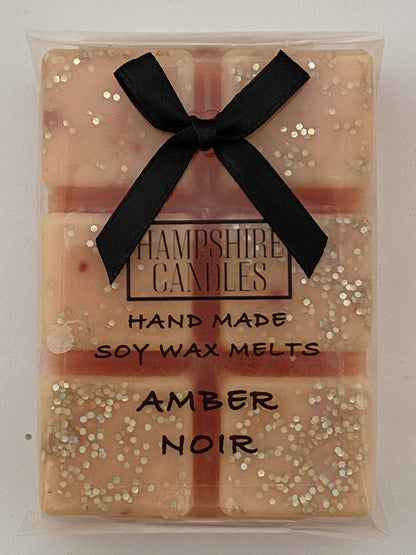 HAMPSHIRE
CANDLES
HAND MADE
SOY WAX MELTS
AMBER
NOIR